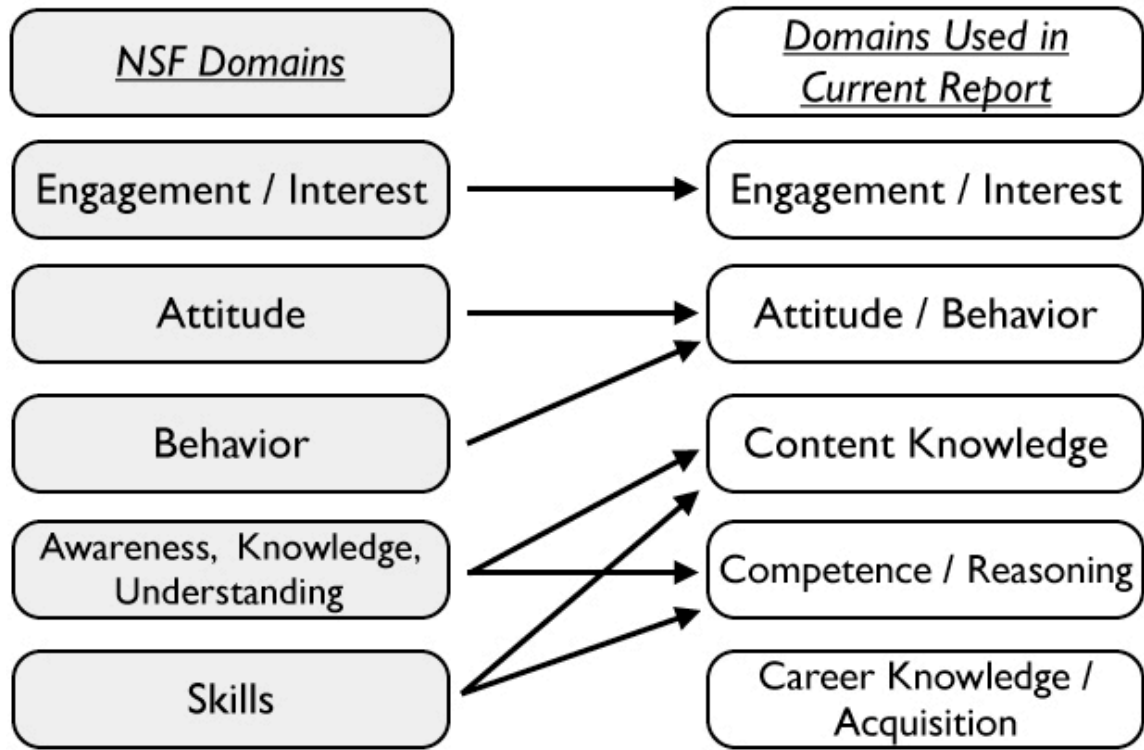 NSF Domains
Domains Used in
Current Report
Engagement / Interest
Engagement / Interest
Attitude
Attitude / Behavior
Behavior
Content Knowledge
Awareness, Knowledge,
Understanding
Competence / Reasoning
Skills
Career Knowledge /
Acquisition